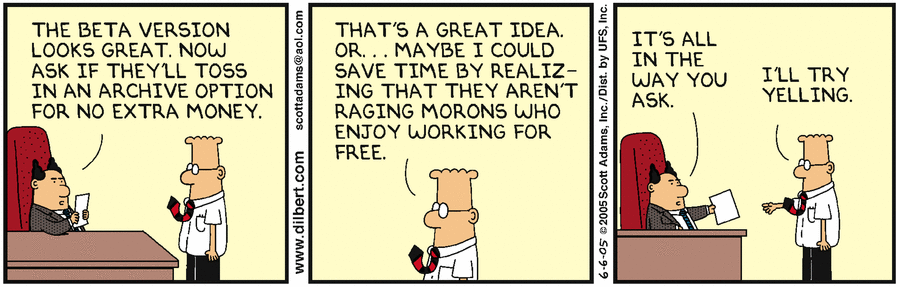 THE BETA VERSION
LOOKS GREAT. NOW
ASK IF THEY'LL TOSS
IN AN ARCHIVE OPTION
FOR NO EXTRA MONEY.
www.dilbert.com scottadams@aol.com
THAT'S A GREAT IDEA.
OR... MAYBE I COULD
SAVE TIME BY REALIZ-
ING THAT THEY AREN'T
RAGING MORONS WHO
ENJOY WORKING FOR
FREE.
6-6-05 ©2005 Scott Adams, Inc./Dist. by UFS, Inc.
IT'S ALL
IN THE
WAY YOU
ASK.
I'LL TRY
YELLING.